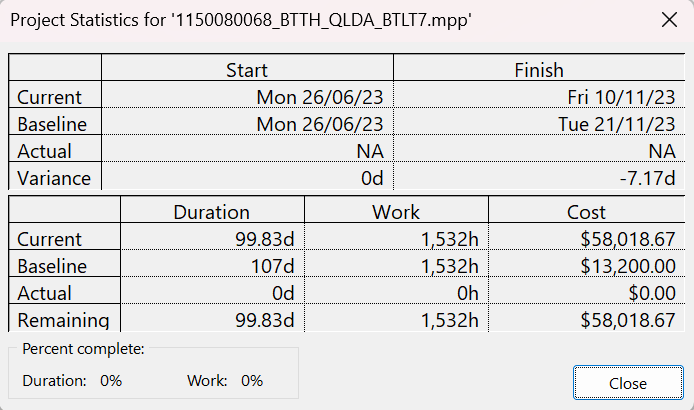 Project Statistics for '1150080068_BTTH_QLDA_BTLT7.mpp'
Start Finish
Current Mon 26/06/23 Fri 10/11/23
Baseline Mon 26/06/23 Tue 21/11/23
Actual NA NA
Variance 0d -7.17d
Duration Work Cost
Current 99.83d 1,532h $58,018.67
Baseline 107d 1,532h $13,200.00
Actual 0d 0h $0.00
Remaining 99.83d 1,532h $58,018.67
Percent complete:
Duration: 0% Work: 0%
Close